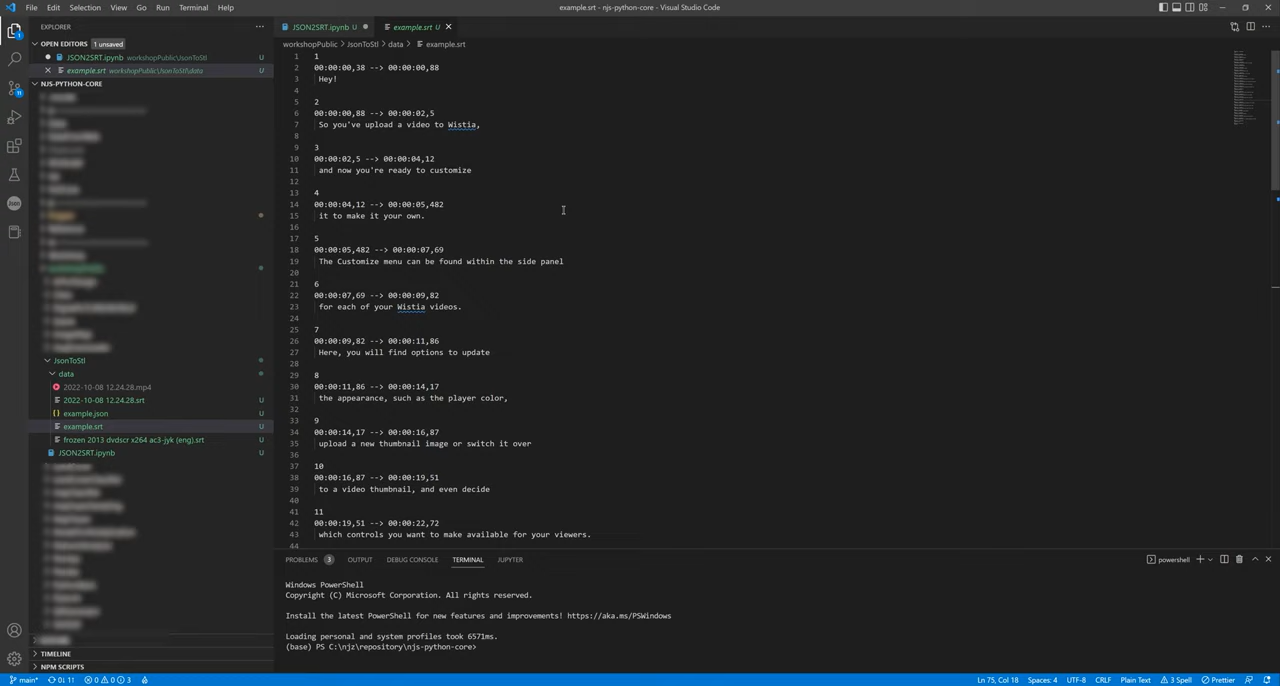 File Edit Selection View Go Run Terminal Help
example.srt - njs-python-core - Visual Studio Code
EXPLORER
OPEN EDITORS 1 unsaved
JSON2SRT.ipynb workshopPublic\JsonToStl
example.srt workshopPublic\JsonToStl\data
NJS-PYTHON-CORE
JsonToStl
data
2022-10-08 12.24.28.mp4
2022-10-08 12.24.28.srt U
example.json U
example.srt U
frozen 2013 dvdscr x264 ac3-jyk (eng).srt U
JSON2SRT.ipynb U
TIMELINE
NPM SCRIPTS
JSON2SRT.ipynb example.srt U
workshopPublic > JsonToStl > data > example.srt
1 1
2 00:00:00,38 --> 00:00:00,88
3 Hey!
4
5 2
6 00:00:00,88 --> 00:00:02,5
7 So you've upload a video to Wistia,
8
9 3
10 00:00:02,5 --> 00:00:04,12
11 and now you're ready to customize
12
13 4
14 00:00:04,12 --> 00:00:05,482
15 it to make it your own.
16
17 5
18 00:00:05,482 --> 00:00:07,69
19 The Customize menu can be found within the side panel
20
21 6
22 00:00:07,69 --> 00:00:09,82
23 for each of your Wistia videos.
24
25 7
26 00:00:09,82 --> 00:00:11,86
27 Here, you will find options to update
28
29 8
30 00:00:11,86 --> 00:00:14,17
31 the appearance, such as the player color,
32
33 9
34 00:00:14,17 --> 00:00:16,87
35 upload a new thumbnail image or switch it over
36
37 10
38 00:00:16,87 --> 00:00:19,51
39 to a video thumbnail, and even decide
40
41 11
42 00:00:19,51 --> 00:00:22,72
43 which controls you want to make available for your viewers.
44
PROBLEMS 3 OUTPUT DEBUG CONSOLE TERMINAL JUPYTER
powershell
Windows PowerShell
Copyright (C) Microsoft Corporation. All rights reserved.
Install the latest PowerShell for new features and improvements! https://aka.ms/PSWindows
Loading personal and system profiles took 6571ms.
(base) PS C:\njz\repository\njs-python-core>
main* 0↓ 1↑ 0 0 3
Ln 75, Col 18 Spaces: 4 UTF-8 CRLF Plain Text 3 Spell Prettier